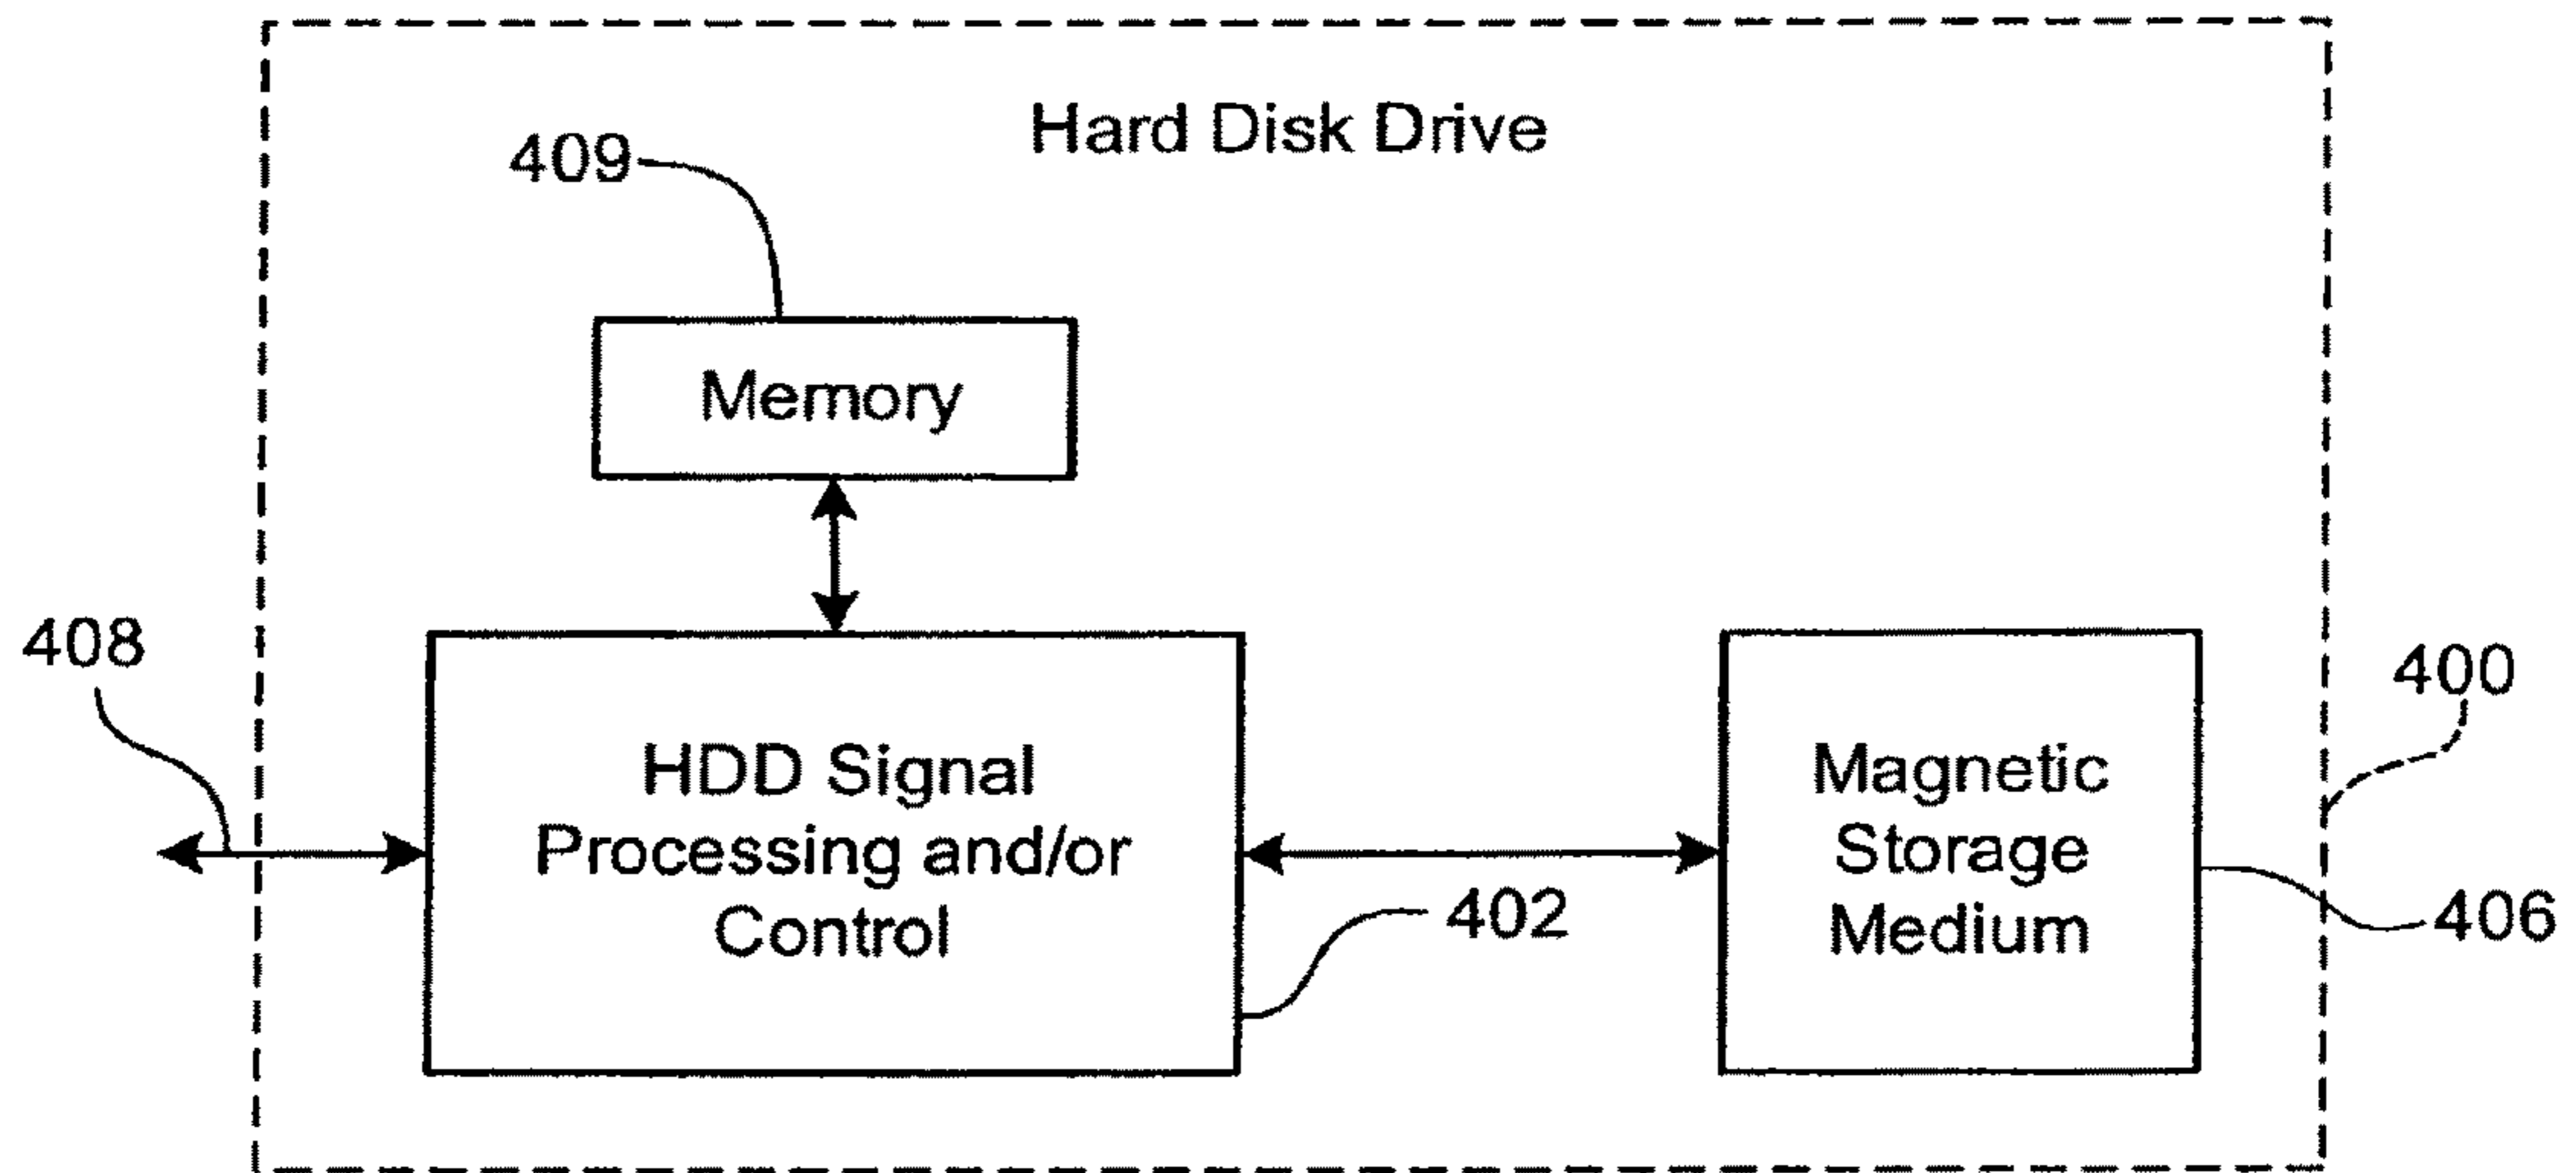 Hard Disk Drive
409
Memory
408
HDD Signal
Processing and/or
Control
402
Magnetic
Storage
Medium
400
406